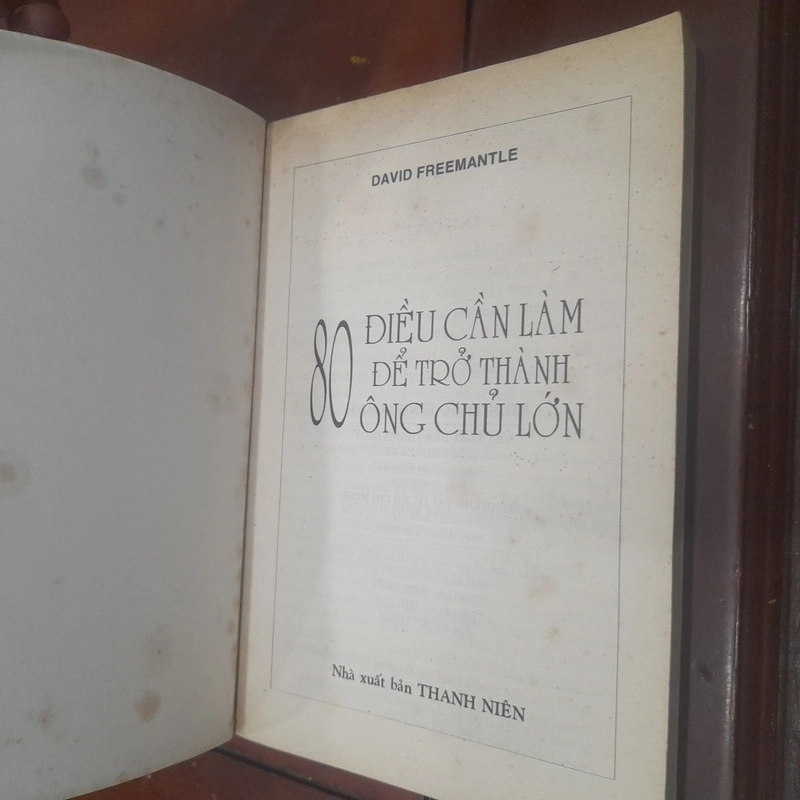 DAVID FREEMANTLE
80 ĐIỀU CẦN LÀM
ĐỂ TRỞ THÀNH
ÔNG CHỦ LỚN
Nhà xuất bản THANH NIÊN